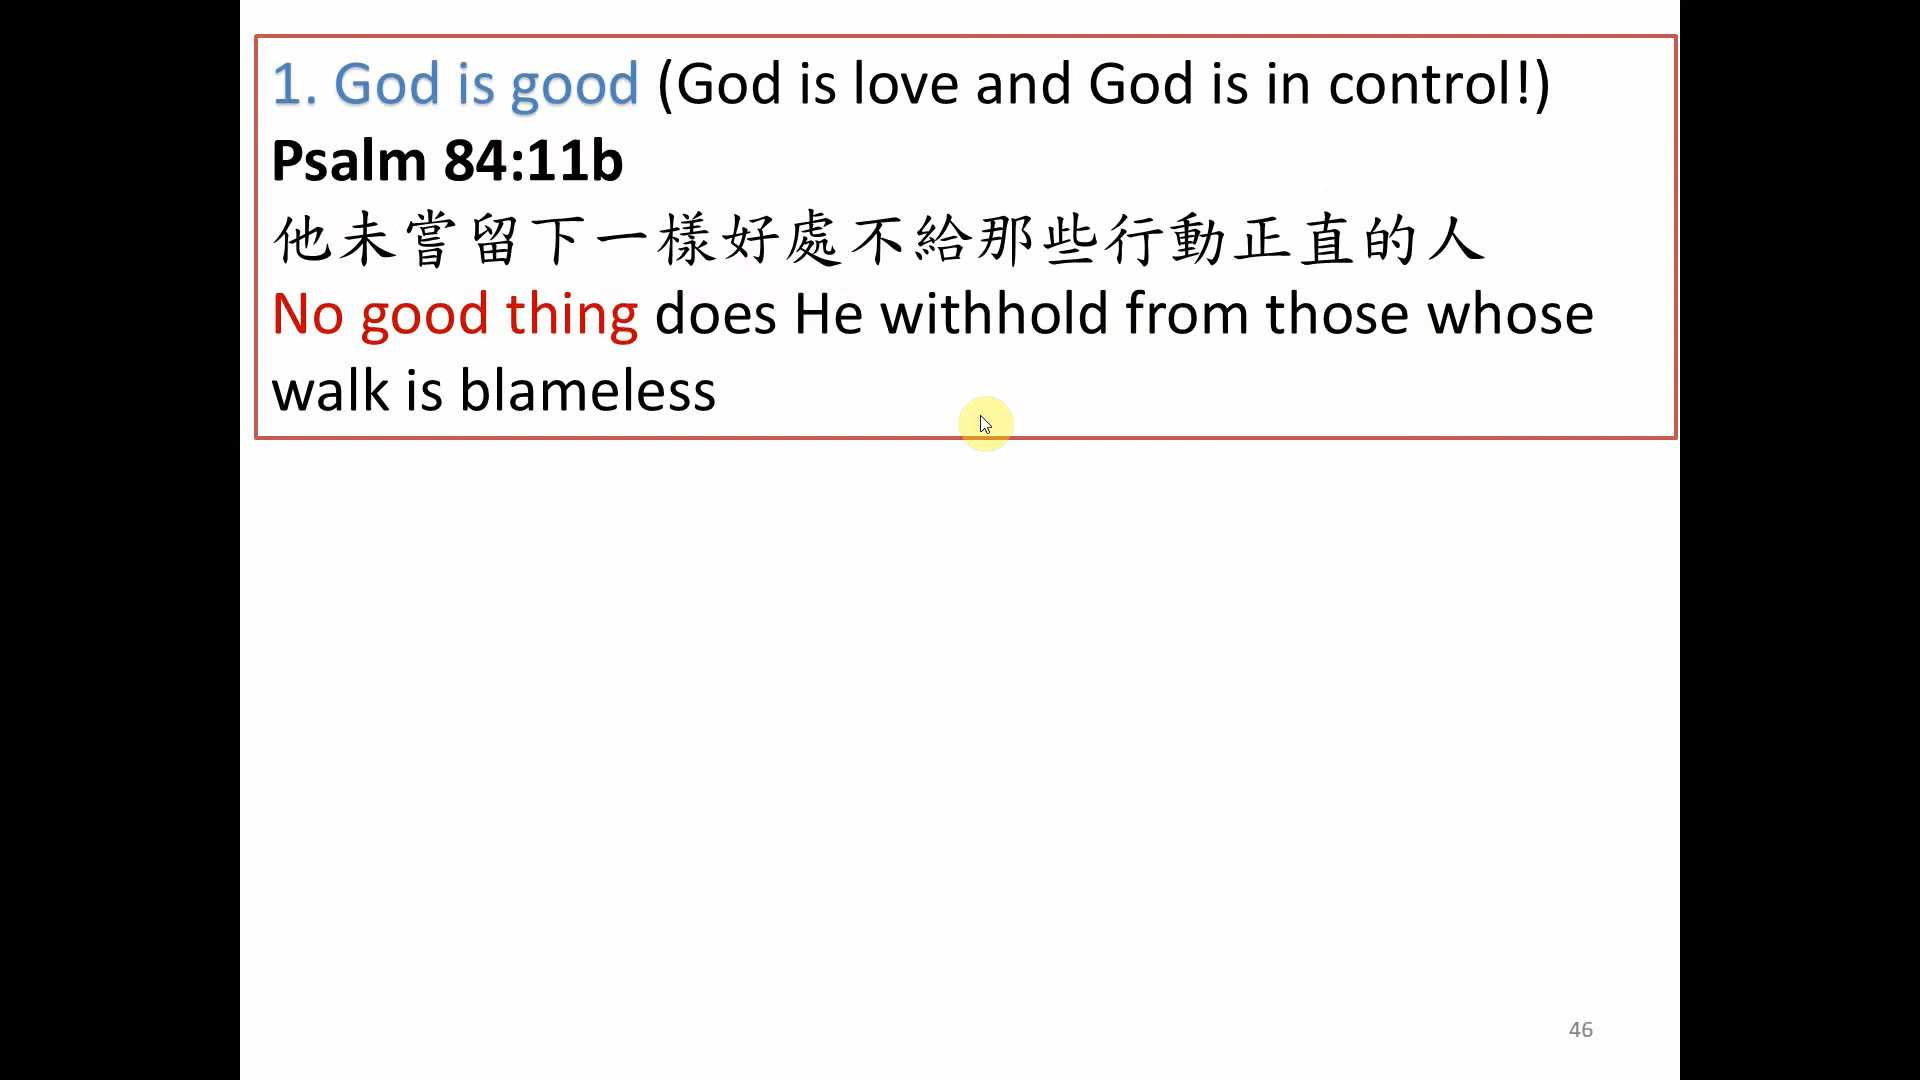 1. God is good (God is love and God is in control!)
Psalm 84:11b
他未嘗留下一樣好處不給那些行動正直的人
No good thing does He withhold from those whose
walk is blameless
46